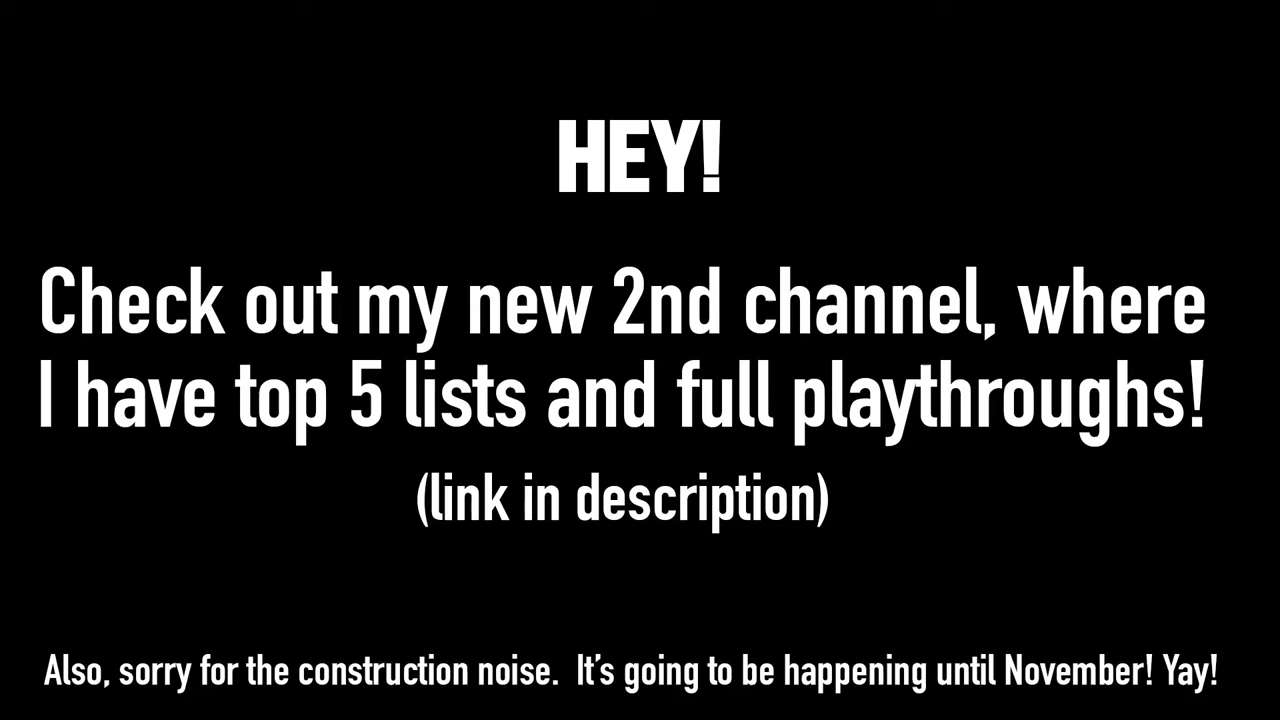 HEY!
Check out my new 2nd channel, where
I have top 5 lists and full playthroughs!
(link in description)
Also, sorry for the construction noise.  It's going to be happening until November! Yay!